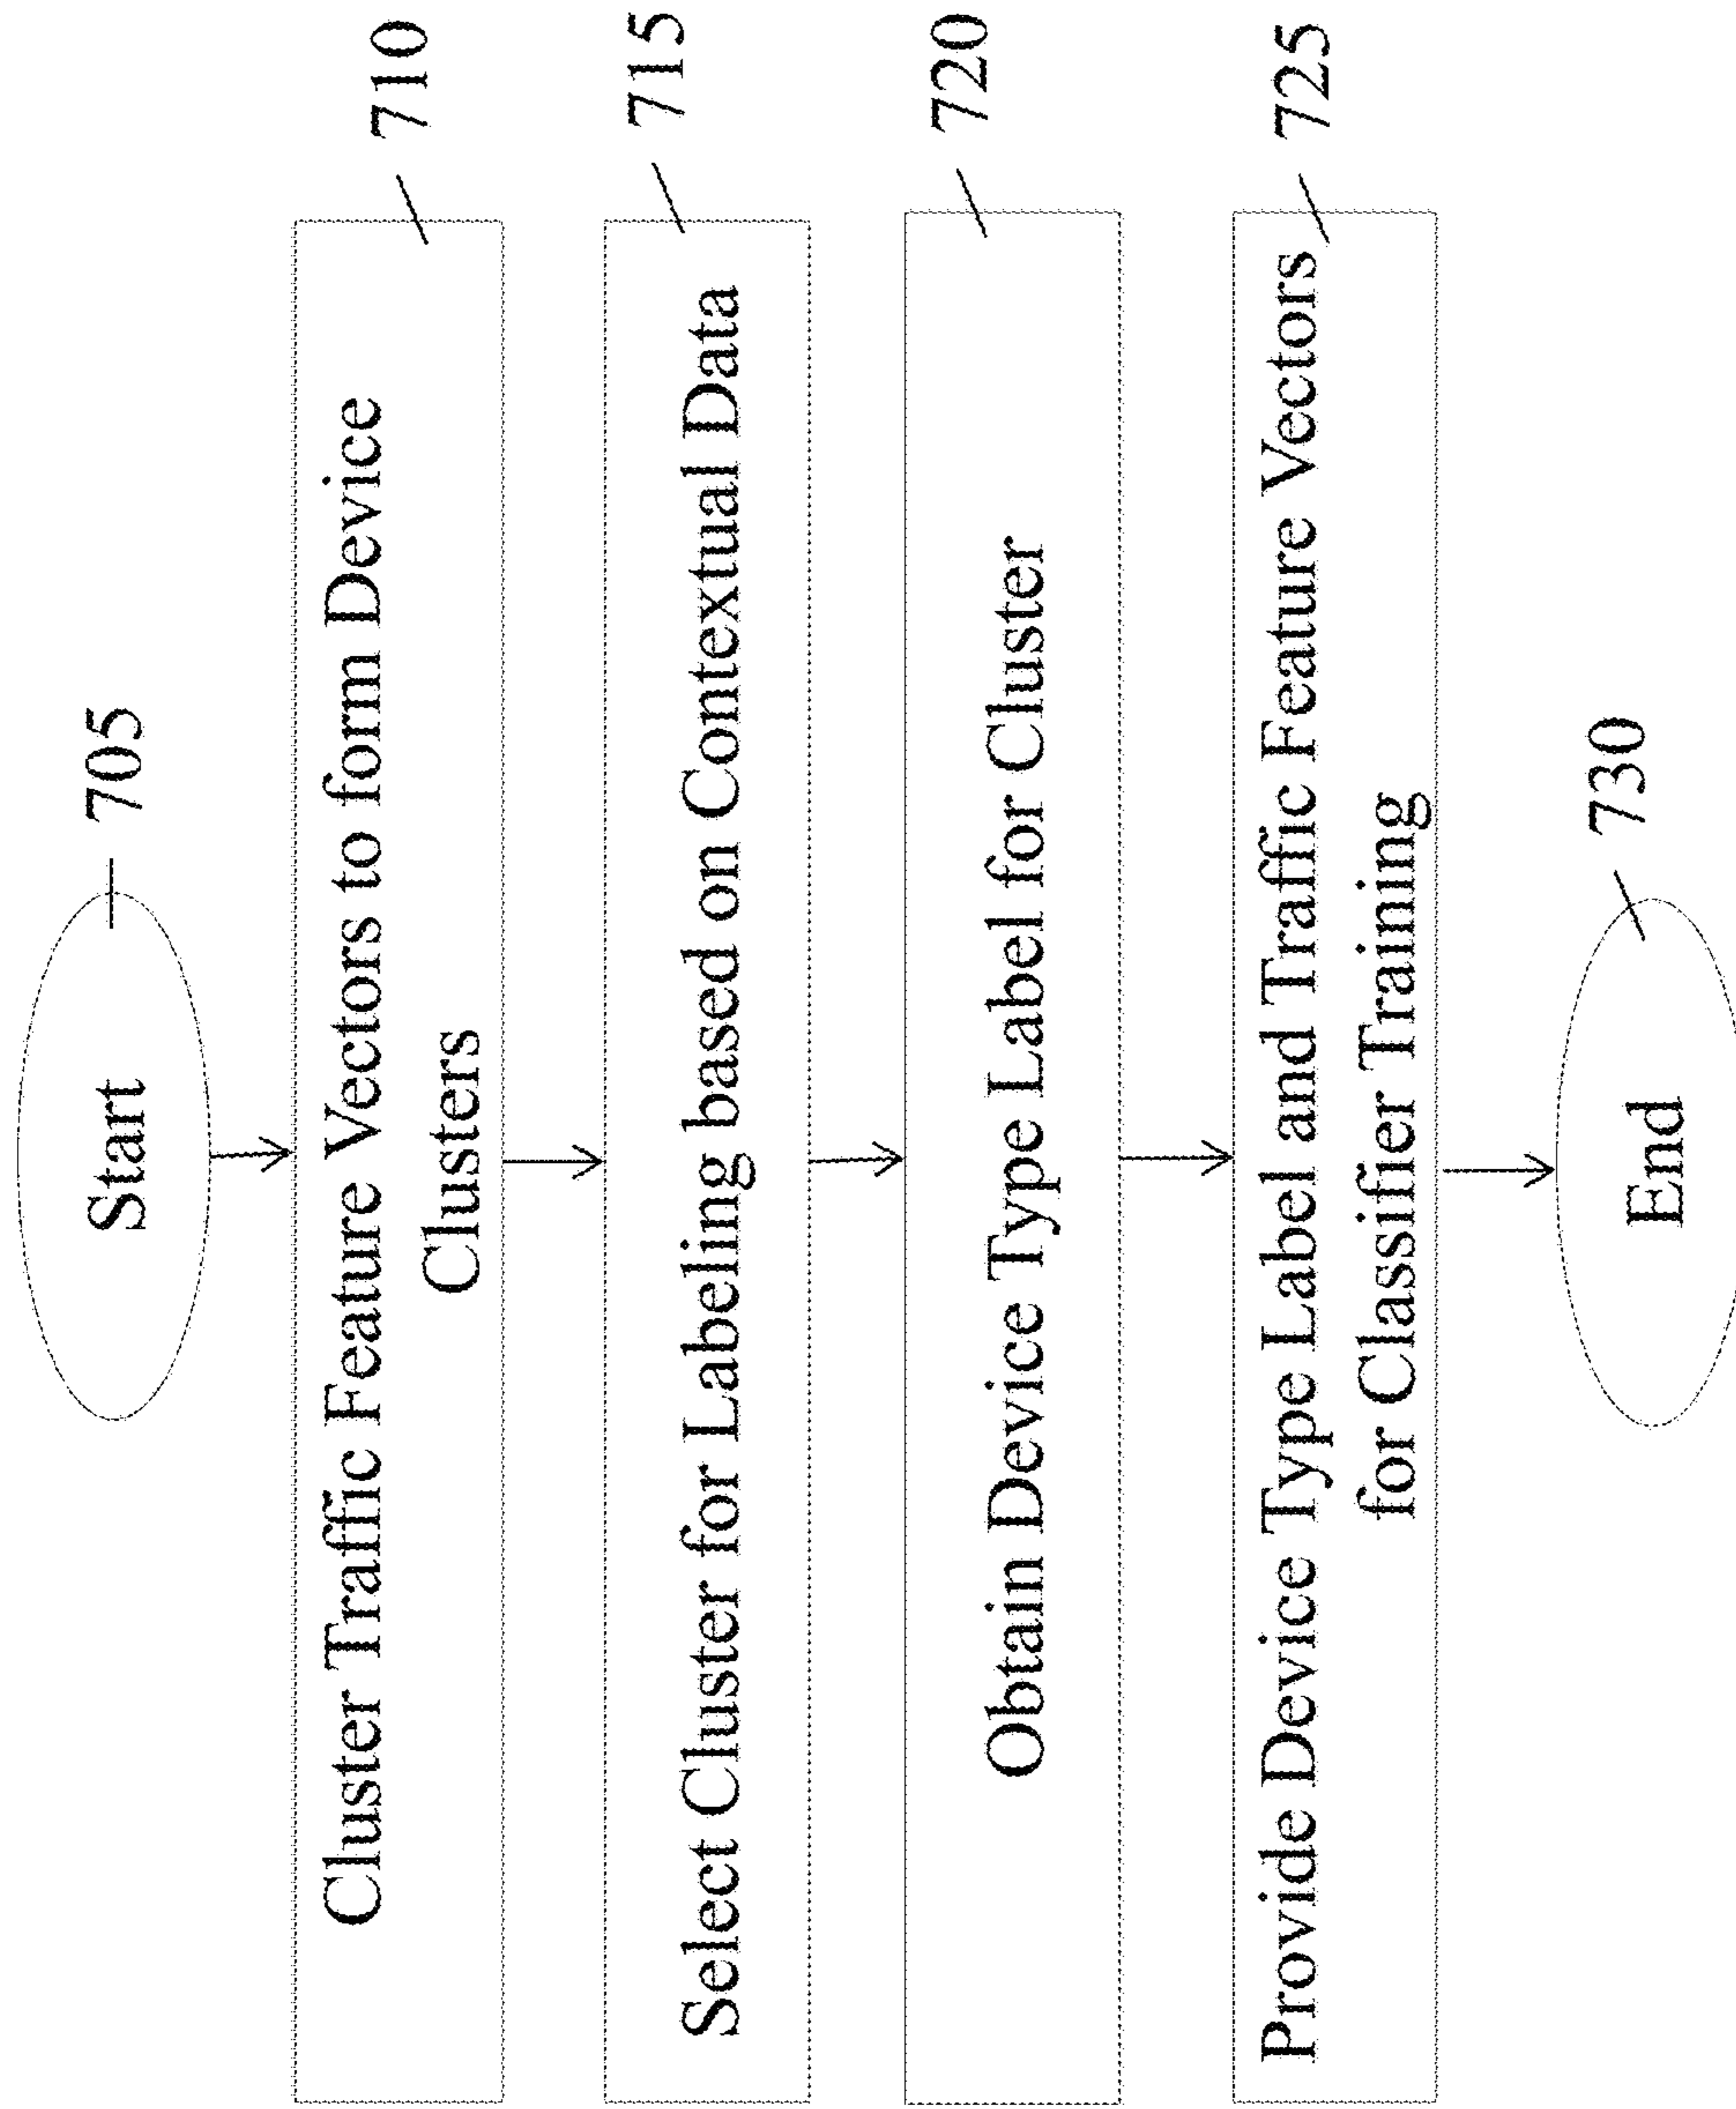 Start
705
Cluster Traffic Feature Vectors to form Device
Clusters
710
Select Cluster for Labeling based on Contextual Data
715
Obtain Device Type Label for Cluster
720
Provide Device Type Label and Traffic Feature Vectors
for Classifier Training
725
End
730